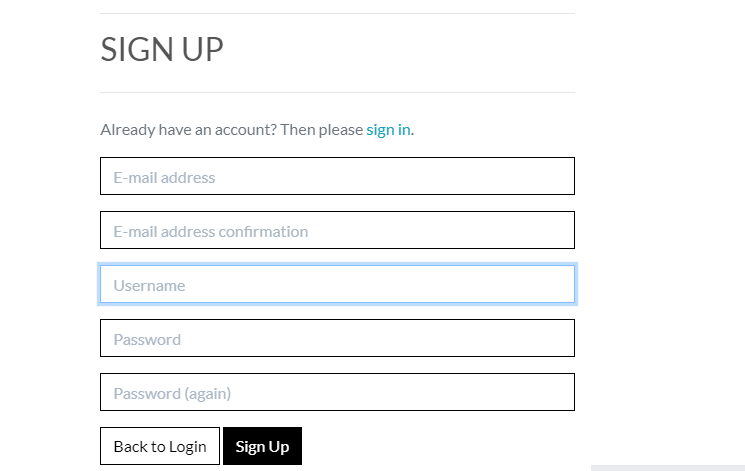 SIGN UP
Already have an account? Then please sign in.
E-mail address
E-mail address confirmation
Username
Password
Password (again)
Back to Login Sign Up